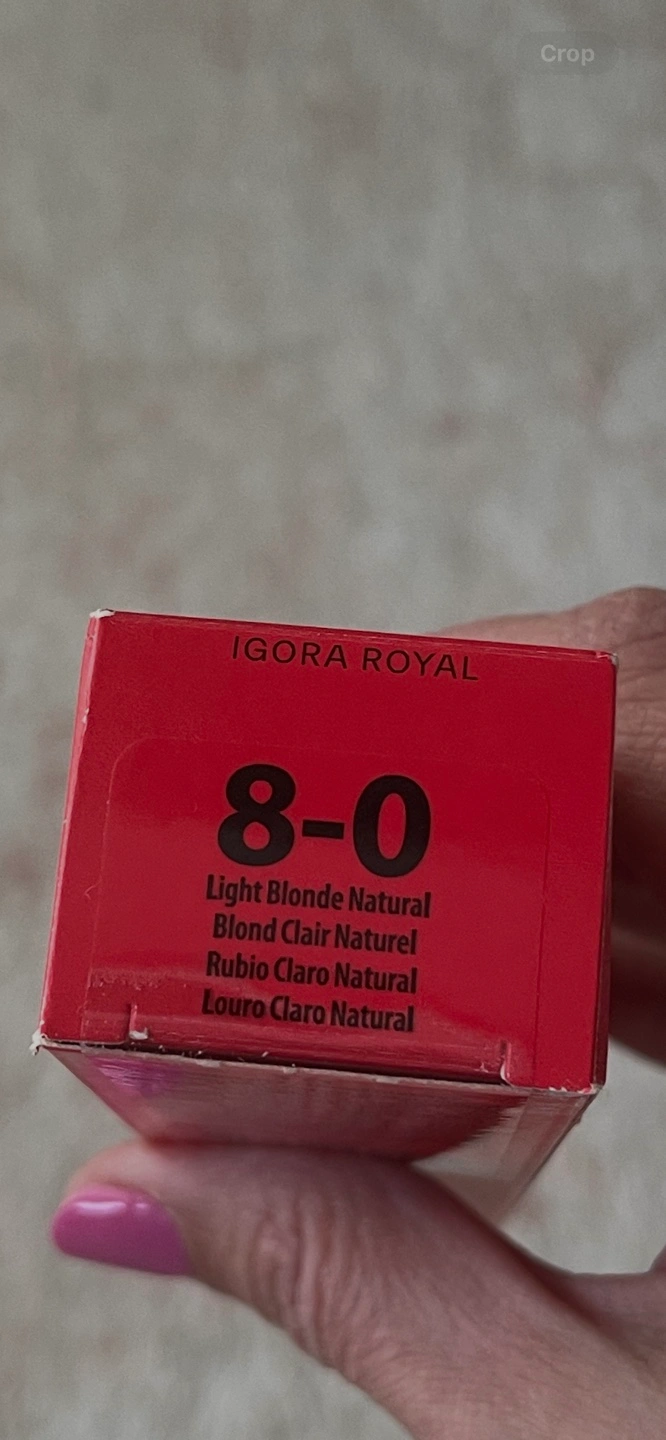 Crop
IGORA ROYAL
8-0
Light Blonde Natural
Blond Clair Naturel
Rubio Claro Natural
Louro Claro Natural